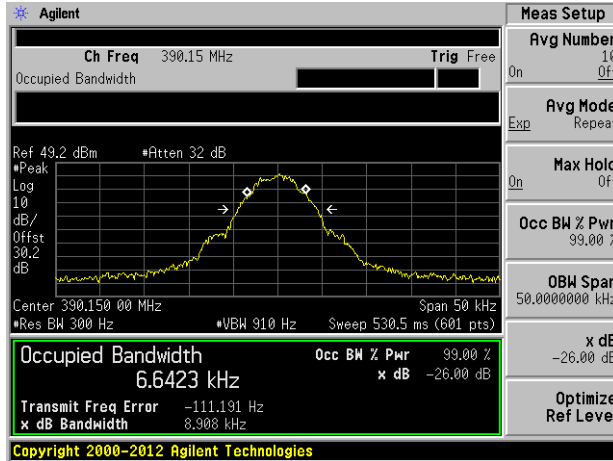 Agilent
Meas Setup
Ch Freq 390.15 MHz Trig Free
Occupied Bandwidth
Avg Number
10
On Off
Avg Mode
Exp Repeat
Ref 49.2 dBm #Atten 32 dB
#Peak
Log
10
dB/
Offst
30.2
dB
Max Hold
On Off
Occ BW % Pwr
99.00 %
OBW Span
50.0000000 kHz
Center 390.150 00 MHz Span 50 kHz
#Res BW 300 Hz #VBW 910 Hz Sweep 530.5 ms (601 pts)
x dB
-26.00 dB
Occupied Bandwidth Occ BW % Pwr 99.00 %
6.6423 kHz x dB -26.00 dB
Transmit Freq Error -111.191 Hz
x dB Bandwidth 8.908 kHz
Optimize
Ref Level
Copyright 2000-2012 Agilent Technologies